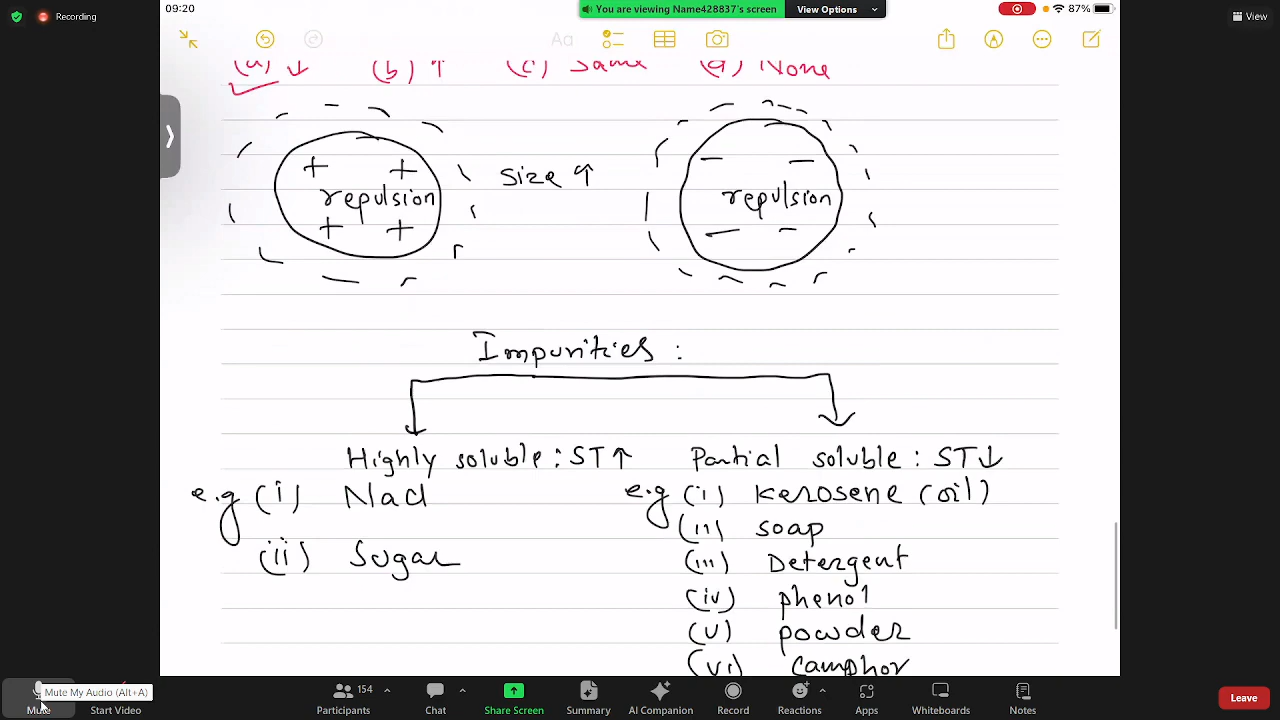 09:20
Recording
You are viewing Name428837's screen
View Options
87%
View
Aa
(a) ↓ (b) ↑ (c) Same (d) None
+ +
repulsion
+ +
Size ↑
– –
repulsion
– –
Impurities :
Highly soluble : ST ↑
e.g (i) NaCl
(ii) Sugar
Partial soluble : ST ↓
e.g (i) Kerosene (oil)
(ii) soap
(iii) Detergent
(iv) phenol
(v) powder
(vi) camphor
Mute My Audio (Alt+A)
Mute
Start Video
154
Participants
Chat
Share Screen
Summary
AI Companion
Record
Reactions
Apps
Whiteboards
Notes
Leave